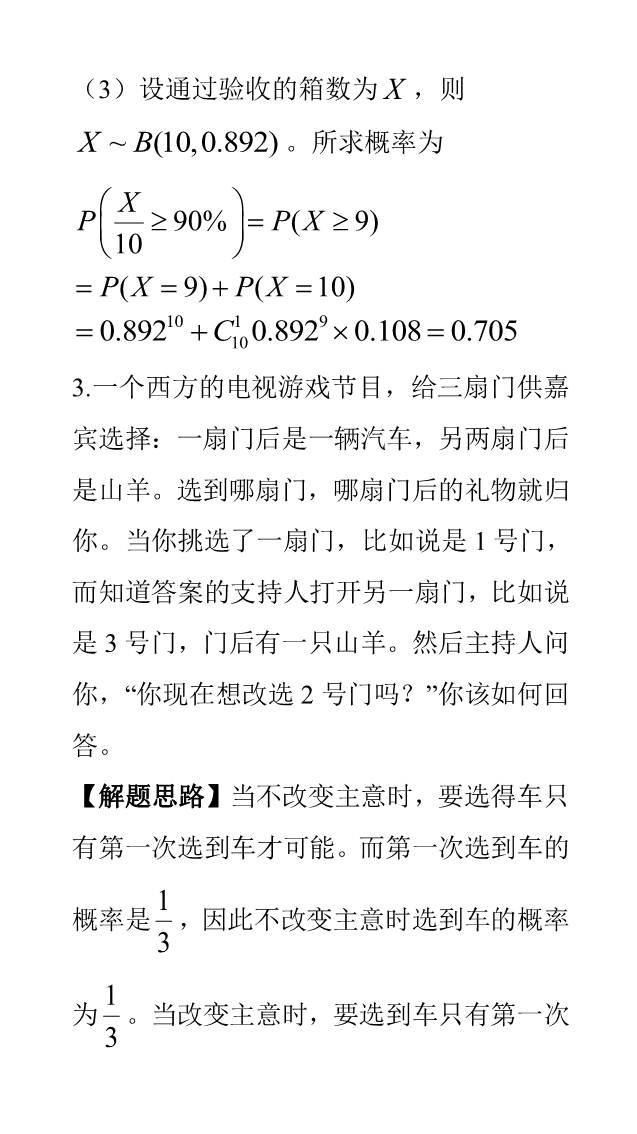 （3）设通过验收的箱数为 X ，则
X ~ B(10,0.892) 。所求概率为
P(X/10 ≥ 90%) = P(X ≥ 9)
= P(X = 9) + P(X = 10)
= 0.892^10 + C_10^1 0.892^9 × 0.108 = 0.705
3.一个西方的电视游戏节目，给三扇门供嘉
宾选择：一扇门后是一辆汽车，另两扇门后
是山羊。选到哪扇门，哪扇门后的礼物就归
你。当你挑选了一扇门，比如说是 1 号门，
而知道答案的支持人打开另一扇门，比如说
是 3 号门，门后有一只山羊。然后主持人问
你，“你现在想改选 2 号门吗？”你该如何回
答。
【解题思路】当不改变主意时，要选得车只
有第一次选到车才可能。而第一次选到车的
概率是 1/3 ，因此不改变主意时选到车的概率
为 1/3 。当改变主意时，要选到车只有第一次